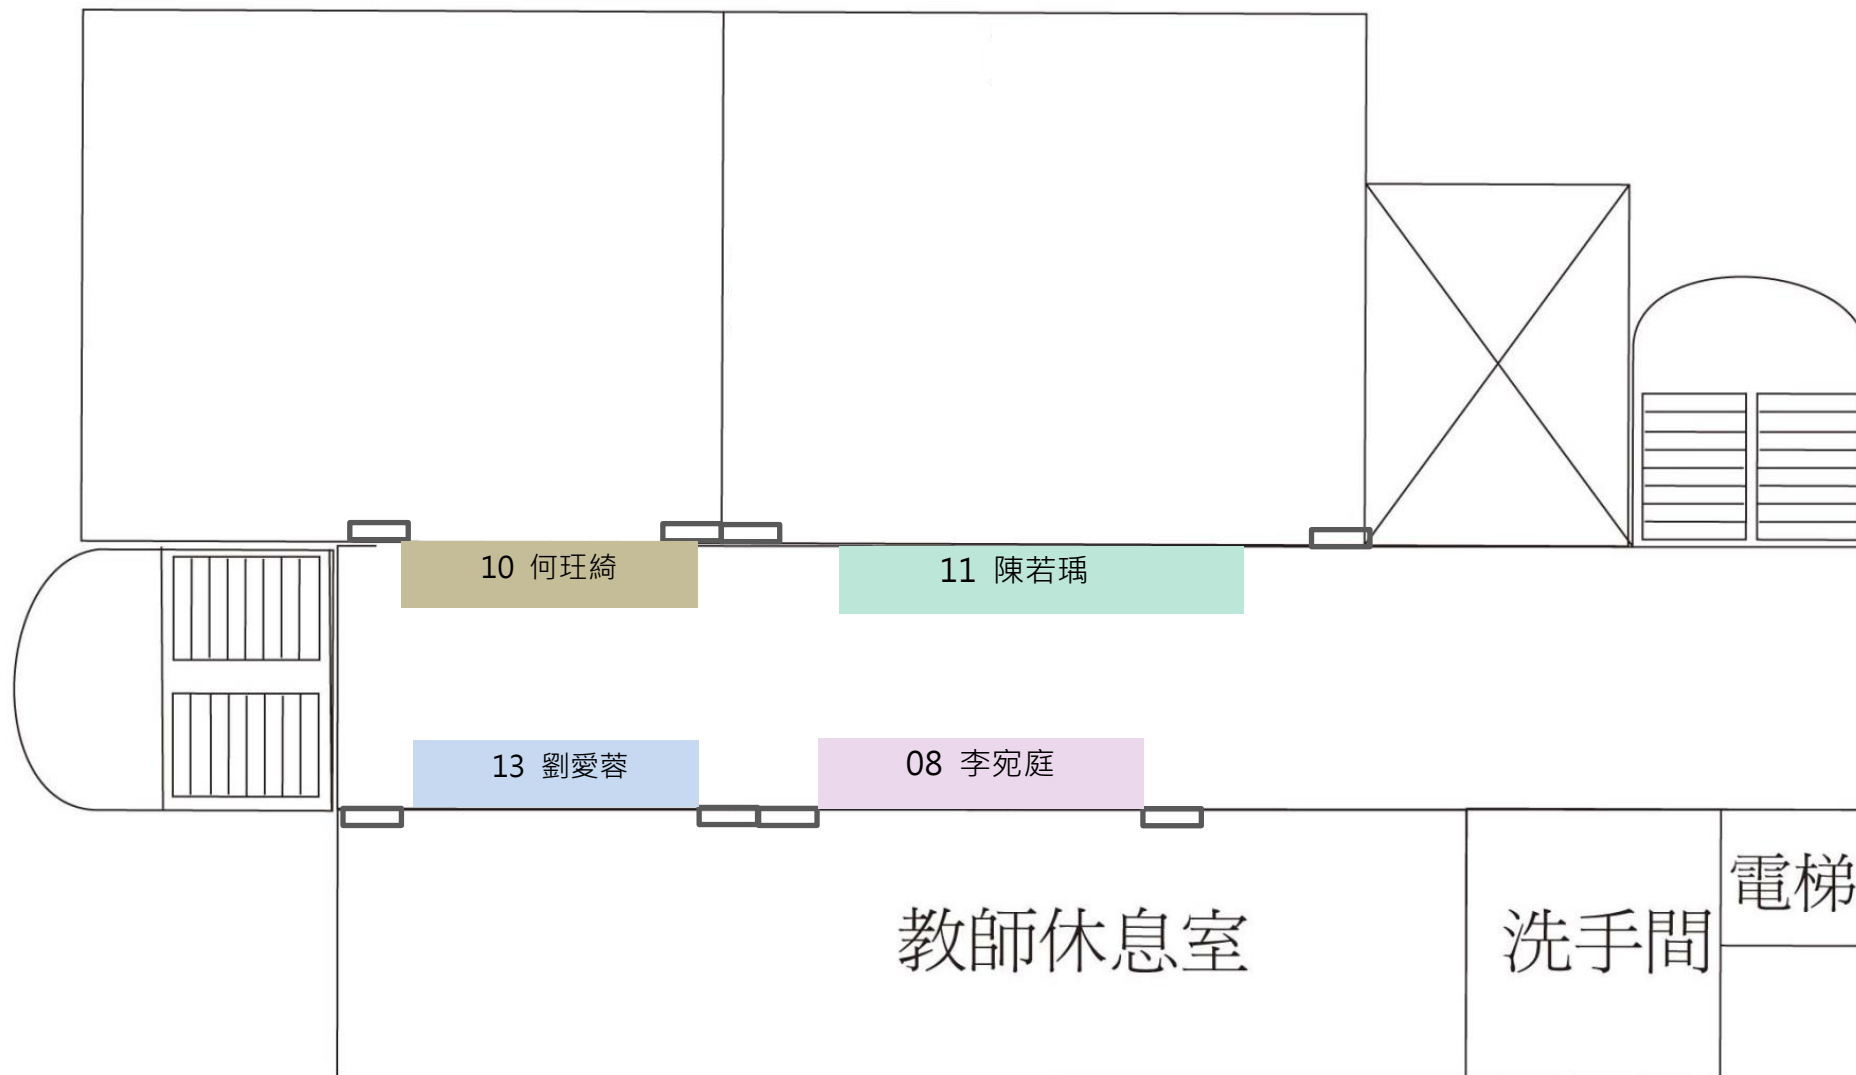 10 何玨綺
11 陳若瑀
13 劉愛蓉
08 李宛庭
教師休息室
洗手間
電梯